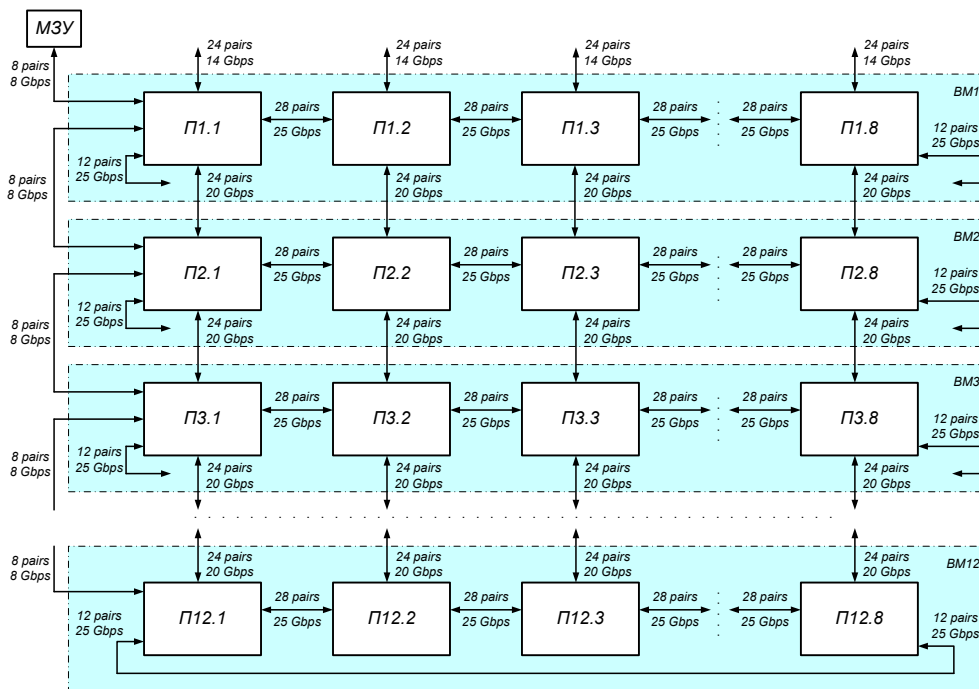 МЗУ
24 pairs
14 Gbps
24 pairs
14 Gbps
24 pairs
14 Gbps
24 pairs
14 Gbps
8 pairs
8 Gbps
ВМ1
П1.1
28 pairs
25 Gbps
П1.2
28 pairs
25 Gbps
П1.3
28 pairs
25 Gbps
28 pairs
25 Gbps
П1.8
12 pairs
25 Gbps
12 pairs
25 Gbps
8 pairs
8 Gbps
24 pairs
20 Gbps
24 pairs
20 Gbps
24 pairs
20 Gbps
24 pairs
20 Gbps
ВМ2
П2.1
28 pairs
25 Gbps
П2.2
28 pairs
25 Gbps
П2.3
28 pairs
25 Gbps
28 pairs
25 Gbps
П2.8
12 pairs
25 Gbps
12 pairs
25 Gbps
8 pairs
8 Gbps
24 pairs
20 Gbps
24 pairs
20 Gbps
24 pairs
20 Gbps
24 pairs
20 Gbps
ВМ3
П3.1
28 pairs
25 Gbps
П3.2
28 pairs
25 Gbps
П3.3
28 pairs
25 Gbps
28 pairs
25 Gbps
П3.8
12 pairs
25 Gbps
12 pairs
25 Gbps
8 pairs
8 Gbps
24 pairs
20 Gbps
24 pairs
20 Gbps
24 pairs
20 Gbps
24 pairs
20 Gbps
8 pairs
8 Gbps
24 pairs
20 Gbps
24 pairs
20 Gbps
24 pairs
20 Gbps
24 pairs
20 Gbps
ВМ12
П12.1
28 pairs
25 Gbps
П12.2
28 pairs
25 Gbps
П12.3
28 pairs
25 Gbps
28 pairs
25 Gbps
П12.8
12 pairs
25 Gbps
12 pairs
25 Gbps